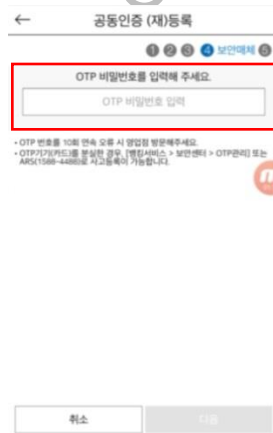 ← 공동인증 (재)등록
1 2 3 4 보안매체 5
OTP 비밀번호를 입력해 주세요.
OTP 비밀번호 입력
• OTP 번호를 10회 연속 오류 시 영업점 방문해주세요.
• OTP기기(카드)를 분실한 경우, [뱅킹서비스 > 보안센터 > OTP관리] 또는
ARS(1588-4486)로 사고등록이 가능합니다.
취소
다음